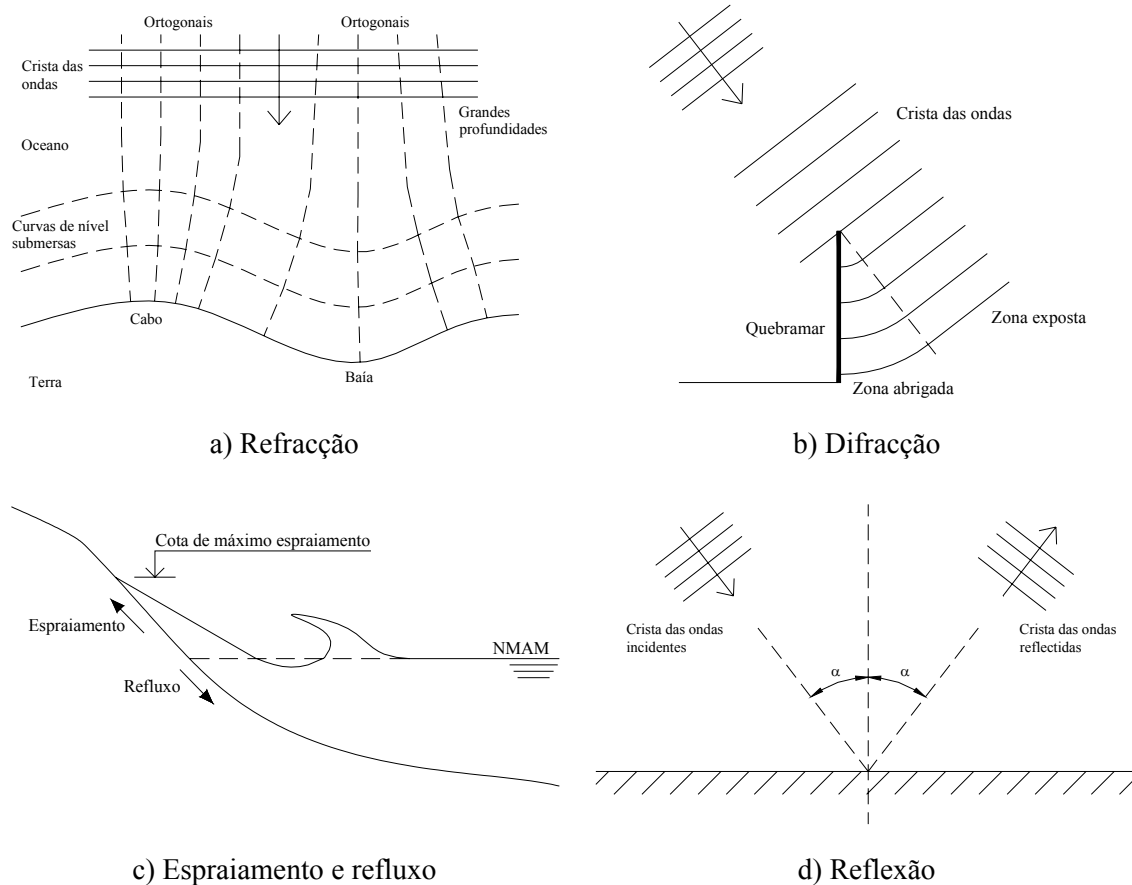 Ortogonais
Ortogonais
Crista das
ondas
Grandes
profundidades
Oceano
Curvas de nível
submersas
Cabo
Baía
Terra
a) Refracção
Crista das ondas
Quebramar
Zona exposta
Zona abrigada
b) Difracção
Cota de máximo espraiamento
Espraiamento
NMAM
Refluxo
c) Espraiamento e refluxo
Crista das ondas
incidentes
Crista das ondas
reflectidas
α
α
d) Reflexão